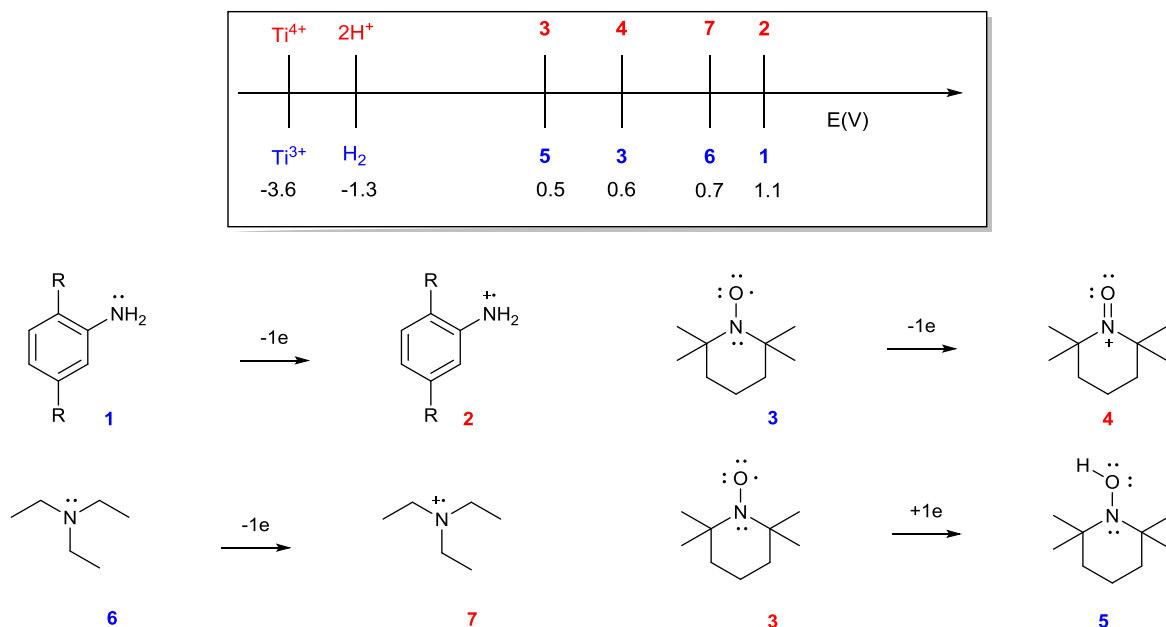 Ti⁴⁺ 2H⁺ 3 4 7 2
E(V)
Ti³⁺ H₂ 5 3 6 1
-3.6 -1.3 0.5 0.6 0.7 1.1
R R
NH₂ -1e NH₂ O -1e O
N N
R R
1 2 3 4
H
O O
N -1e N N +1e N
6 7 3 5